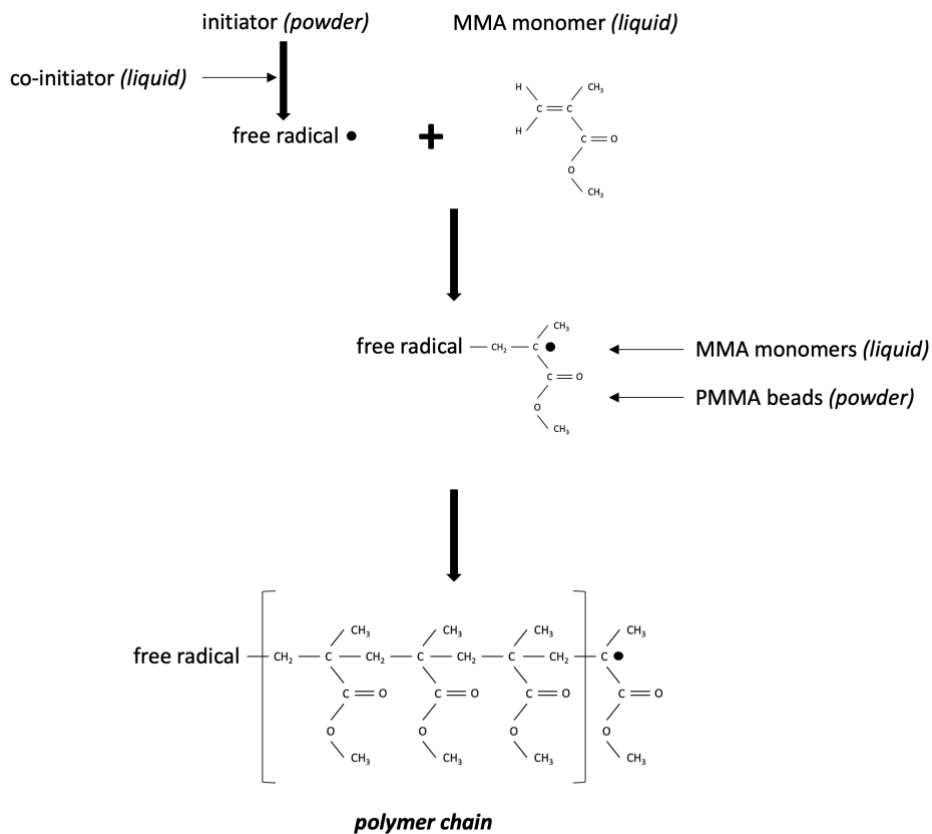 initiator (powder)
MMA monomer (liquid)
co-initiator (liquid)
free radical •
+
H
CH₃
C
C
H
C
O
O
CH₃
CH₃
free radical
CH₂
C
•
MMA monomers (liquid)
C
O
PMMA beads (powder)
O
CH₃
CH₃
CH₃
CH₃
CH₃
free radical
CH₂
C
CH₂
C
CH₂
C
CH₂
C
•
C
O
C
O
C
O
C
O
O
O
O
O
CH₃
CH₃
CH₃
CH₃
polymer chain